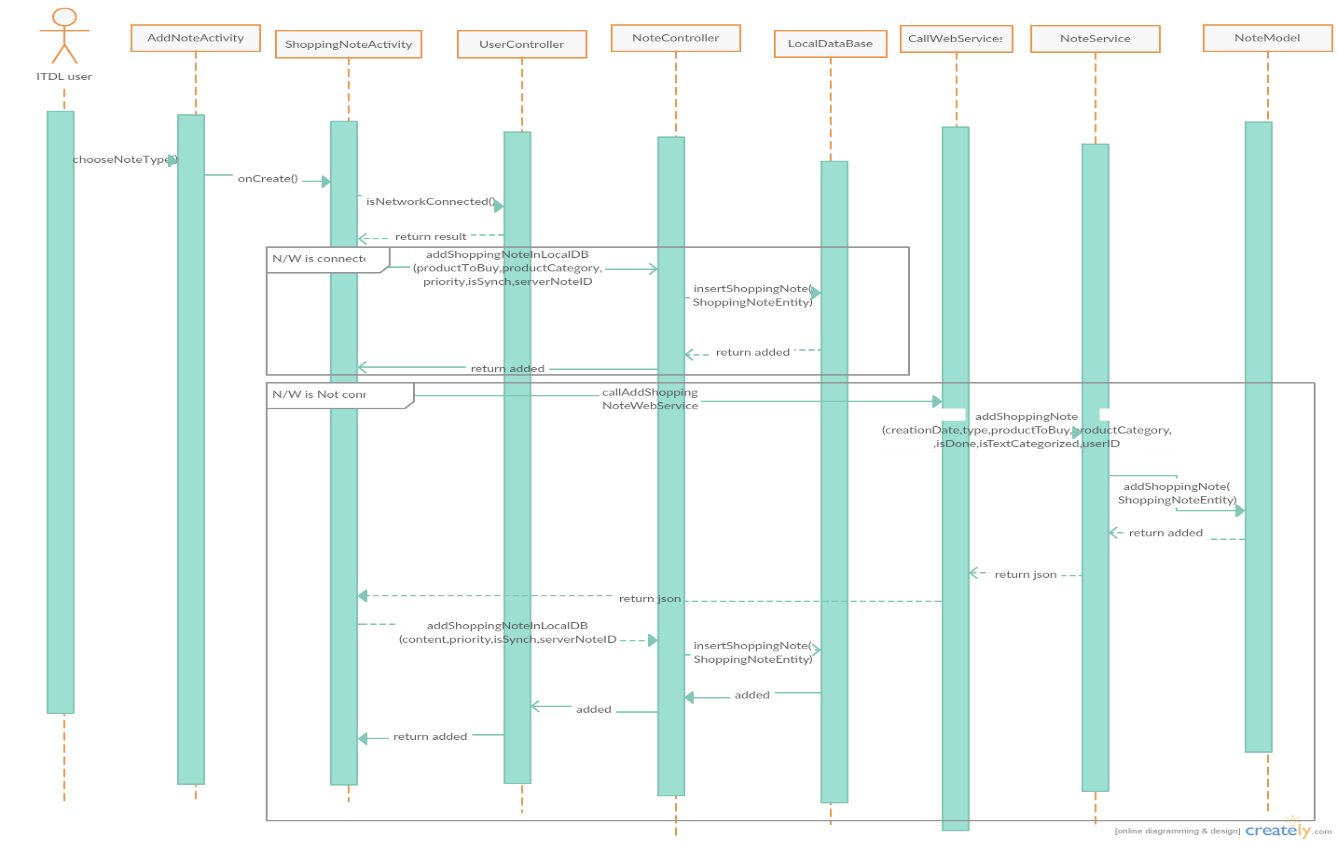 ITDL user
AddNoteActivity
ShoppingNoteActivity
UserController
NoteController
LocalDataBase
CallWebServices
NoteService
NoteModel
chooseNoteType()
onCreate()
isNetworkConnected()
return result
N/W is connecte
addShoppingNoteInLocalDB
(productToBuy,productCategory,
priority,isSynch,serverNoteID
insertShoppingNote(
ShoppingNoteEntity)
return added
return added
N/W is Not conn
callAddShopping
NoteWebService
addShoppingNote
(creationDate,type,productToBuy,productCategory,
,isDone,isTextCategorized,userID
addShoppingNote(
ShoppingNoteEntity)
return added
return json
return json
addShoppingNoteInLocalDB
(content,priority,isSynch,serverNoteID
insertShoppingNote(
ShoppingNoteEntity)
added
added
return added
[online diagramming & design] creately.com